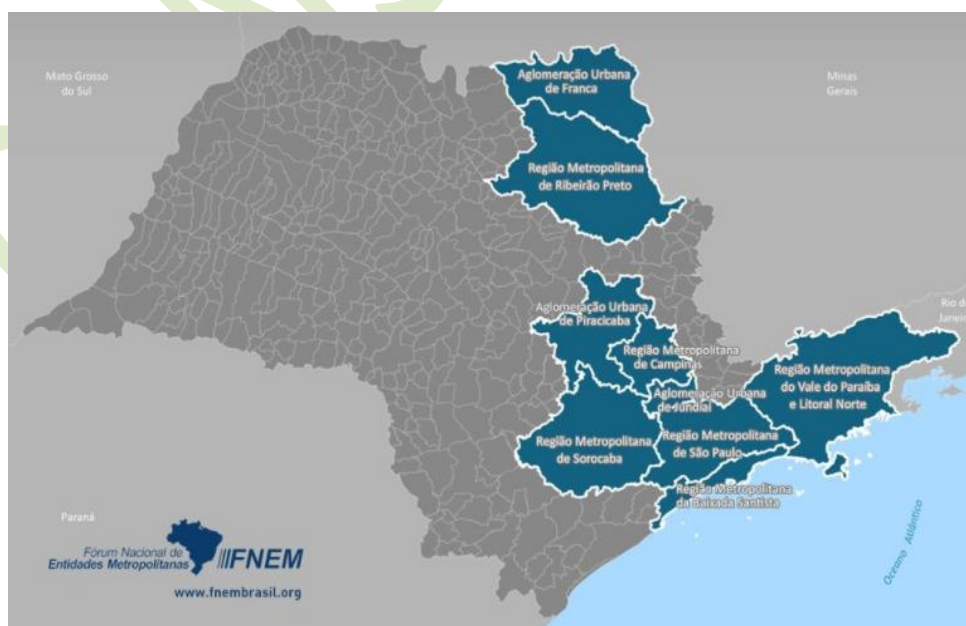 Mato Grosso
do Sul
Aglomeração Urbana
de Franca
Minas
Gerais
Região Metropolitana
de Ribeirão Preto
Aglomeração Urbana
de Piracicaba
Região Metropolitana
de Campinas
Rio d
Janei
Região Metropolitana
do Vale do Paraíba
e Litoral Norte
Aglomeração Urbana
de Jundiaí
Região Metropolitana
de Sorocaba
Região Metropolitana
de São Paulo
Região Metropolitana
da Baixada Santista
Paraná
Oceano Atlântico
Fórum Nacional de
Entidades Metropolitanas
FNEM
www.fnembrasil.org